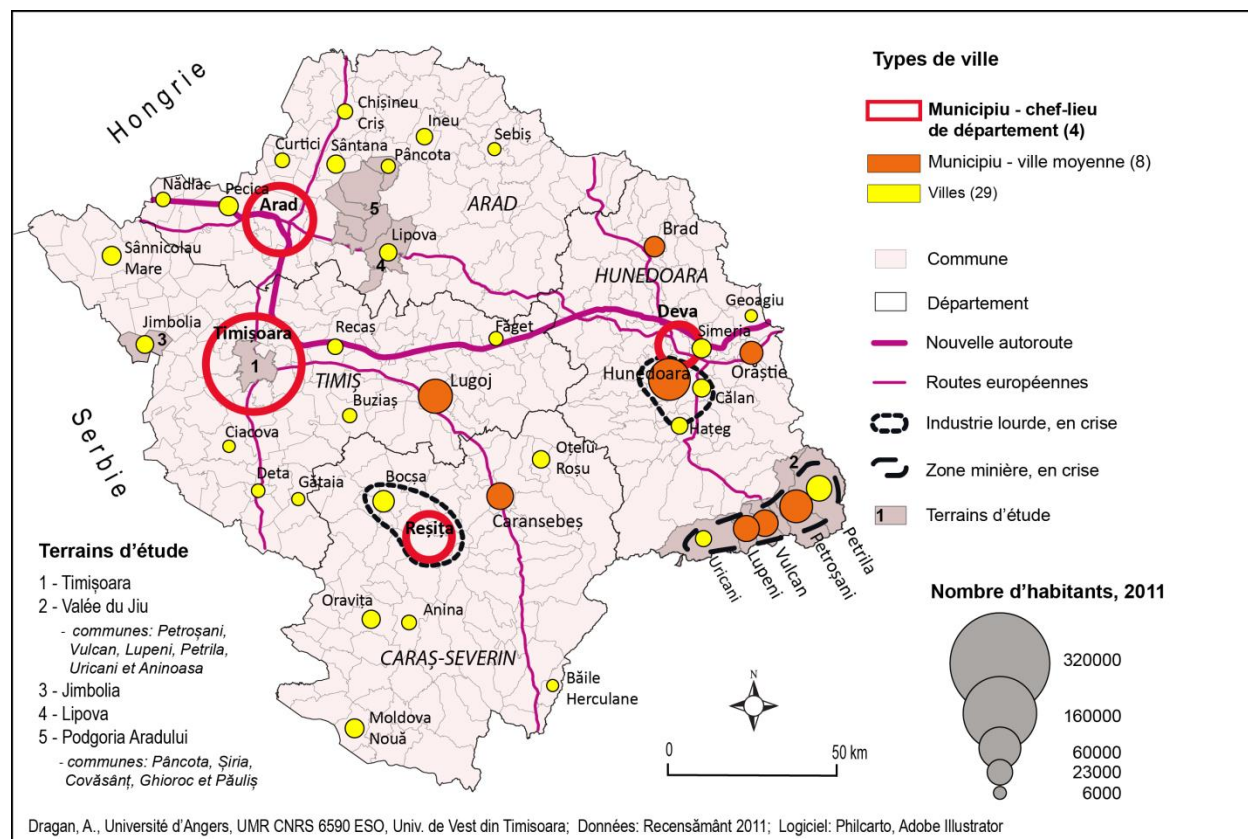 Hongrie
Serbie
Chișineu
Criș
Ineu
Sebiș
Curtici
Sântana
Pâncota
Nădlac
Pecica
Arad
5
ARAD
Brad
Sânnicolau
Mare
Lipova
4
HUNEDOARA
Geoagiu
Deva
Simeria
Jimbolia
3
Timișoara
1
Recaș
Făget
Hunedoara
Orăștie
TIMIȘ
Lugoj
Călan
Buziaș
Hațeg
Ciacova
Oțelu
Roșu
2
Deta
Gătaia
Bocșa
Caransebeș
Reșița
Uricani
Lupeni
Vulcan
Petroșani
Petrila
Oravița
Anina
CARAȘ-SEVERIN
Băile
Herculane
Moldova
Nouă
N
0
50 km
Terrains d’étude
1 - Timișoara
2 - Valée du Jiu
- communes: Petroșani,
Vulcan, Lupeni, Petrila,
Uricani et Aninoasa
3 - Jimbolia
4 - Lipova
5 - Podgoria Aradului
- communes: Pâncota, Șiria,
Covăsânț, Ghioroc et Păuliș
Types de ville
Municipiu - chef-lieu
de département (4)
Municipiu - ville moyenne (8)
Villes (29)
Commune
Département
Nouvelle autoroute
Routes européennes
Industrie lourde, en crise
Zone minière, en crise
1 Terrains d’étude
Nombre d’habitants, 2011
320000
160000
60000
23000
6000
Dragan, A., Université d’Angers, UMR CNRS 6590 ESO, Univ. de Vest din Timisoara; Données: Recensământ 2011; Logiciel: Philcarto, Adobe Illustrator